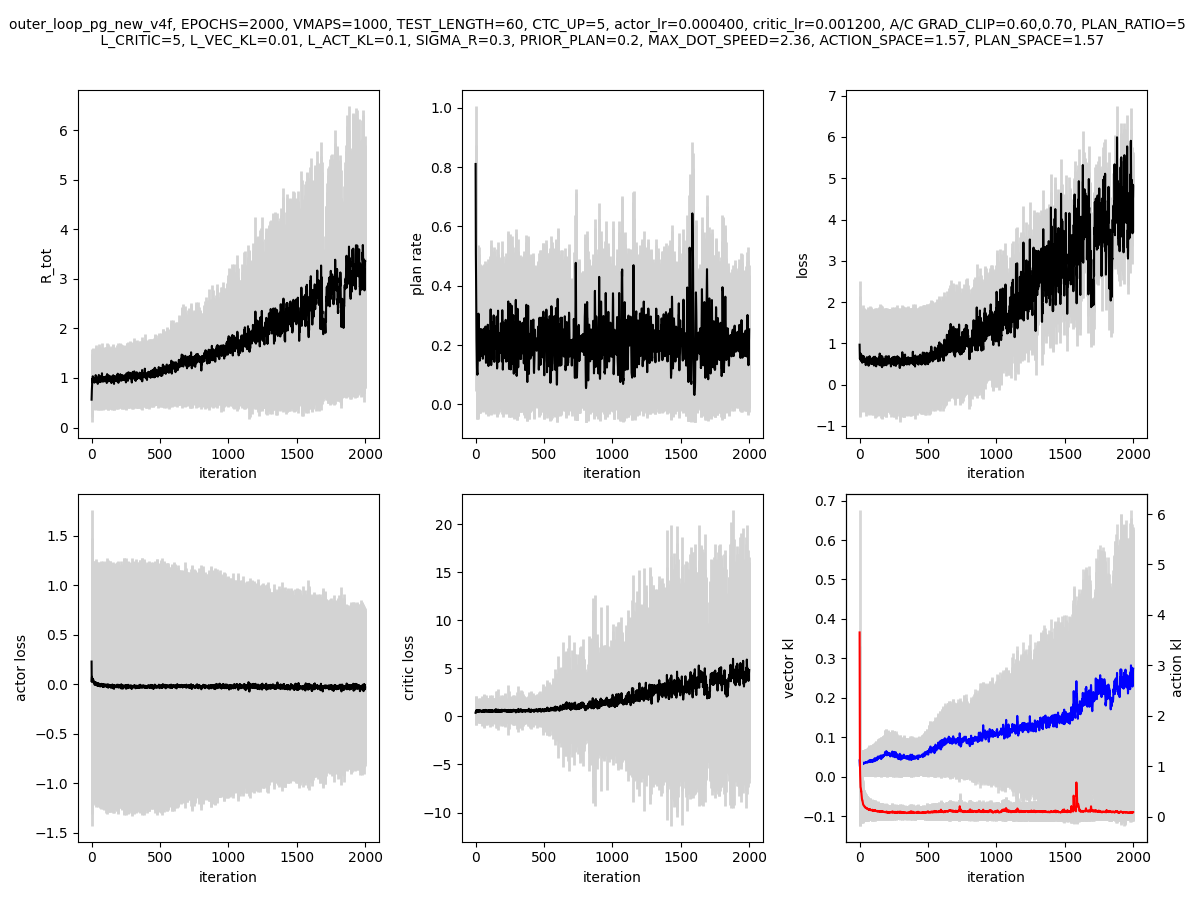 outer_loop_pg_new_v4f, EPOCHS=2000, VMAPS=1000, TEST_LENGTH=60, CTC_UP=5, actor_lr=0.000400, critic_lr=0.001200, A/C GRAD_CLIP=0.60,0.70, PLAN_RATIO=5
L_CRITIC=5, L_VEC_KL=0.01, L_ACT_KL=0.1, SIGMA_R=0.3, PRIOR_PLAN=0.2, MAX_DOT_SPEED=2.36, ACTION_SPACE=1.57, PLAN_SPACE=1.57
R_tot
6
5
4
3
2
1
0
0 500 1000 1500 2000
iteration
plan rate
1.0
0.8
0.6
0.4
0.2
0.0
0 500 1000 1500 2000
iteration
loss
7
6
5
4
3
2
1
0
−1
0 500 1000 1500 2000
iteration
actor loss
1.5
1.0
0.5
0.0
−0.5
−1.0
−1.5
0 500 1000 1500 2000
iteration
critic loss
20
15
10
5
0
−5
−10
0 500 1000 1500 2000
iteration
vector kl
0.7
0.6
0.5
0.4
0.3
0.2
0.1
0.0
−0.1
0 500 1000 1500 2000
iteration
6
5
4
3
2
1
0
action kl